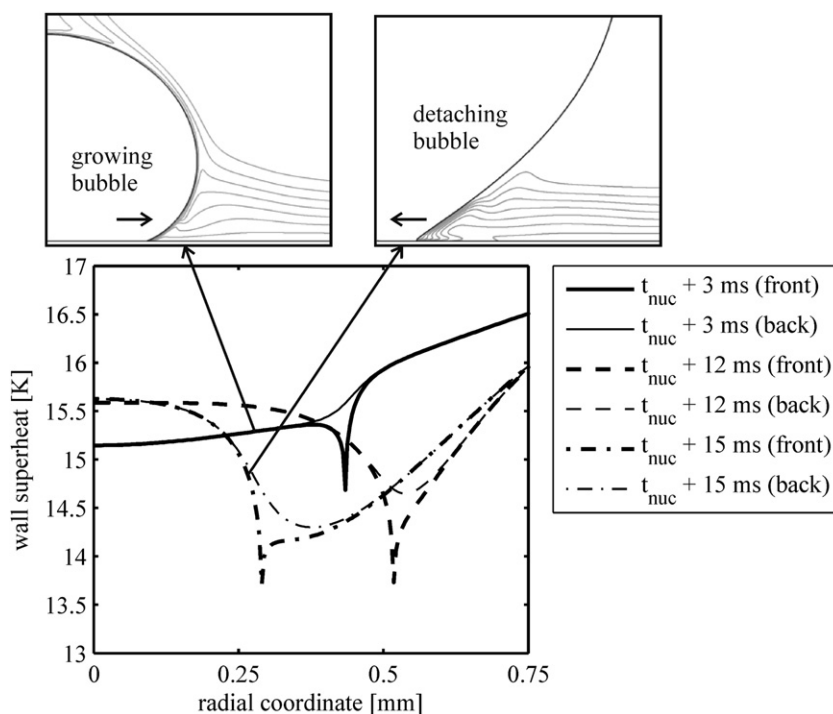 growing
bubble
detaching
bubble
17
16.5
16
15.5
15
14.5
14
13.5
13
wall superheat [K]
0
0.25
0.5
0.75
radial coordinate [mm]
t_nuc + 3 ms (front)
t_nuc + 3 ms (back)
t_nuc + 12 ms (front)
t_nuc + 12 ms (back)
t_nuc + 15 ms (front)
t_nuc + 15 ms (back)